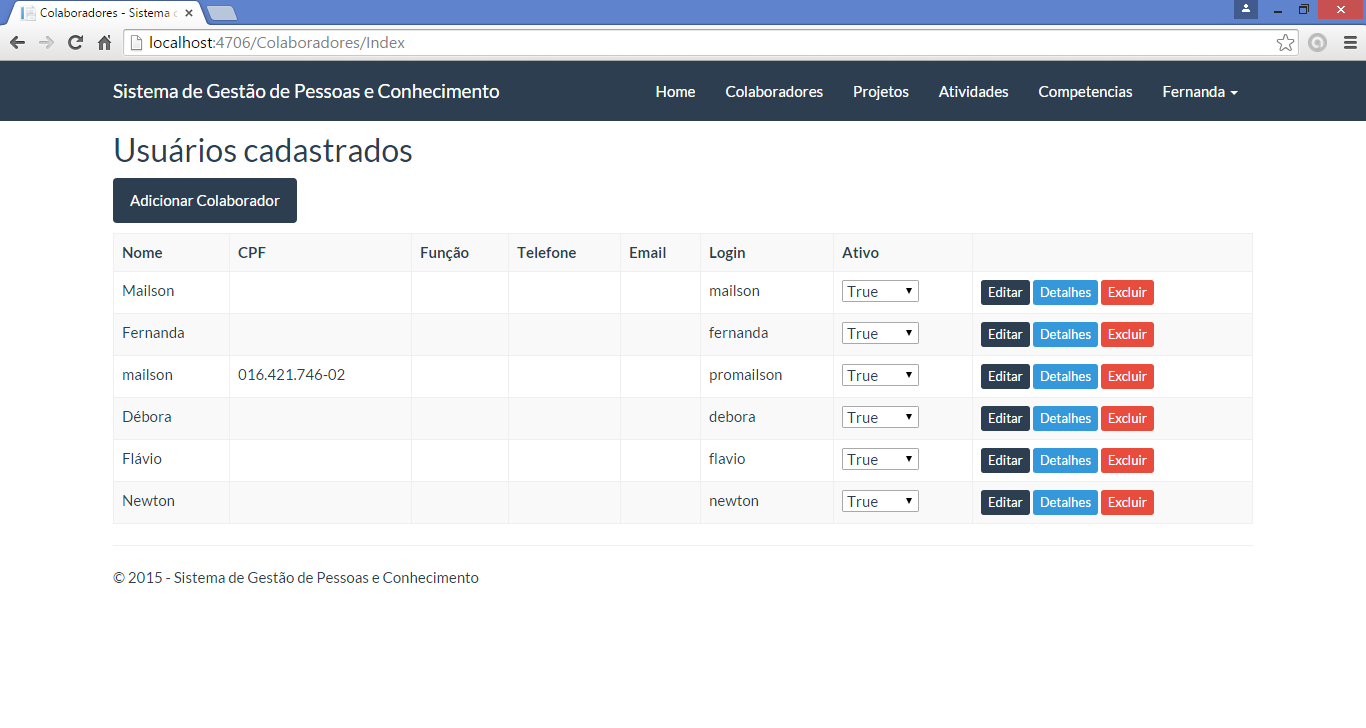 Colaboradores - Sistema
localhost:4706/Colaboradores/Index
Sistema de Gestão de Pessoas e Conhecimento Home Colaboradores Projetos Atividades Competencias Fernanda
Usuários cadastrados
Adicionar Colaborador
Nome CPF Função Telefone Email Login Ativo
Mailson mailson True Editar Detalhes Excluir
Fernanda fernanda True Editar Detalhes Excluir
mailson 016.421.746-02 promailson True Editar Detalhes Excluir
Débora debora True Editar Detalhes Excluir
Flávio flavio True Editar Detalhes Excluir
Newton newton True Editar Detalhes Excluir
© 2015 - Sistema de Gestão de Pessoas e Conhecimento